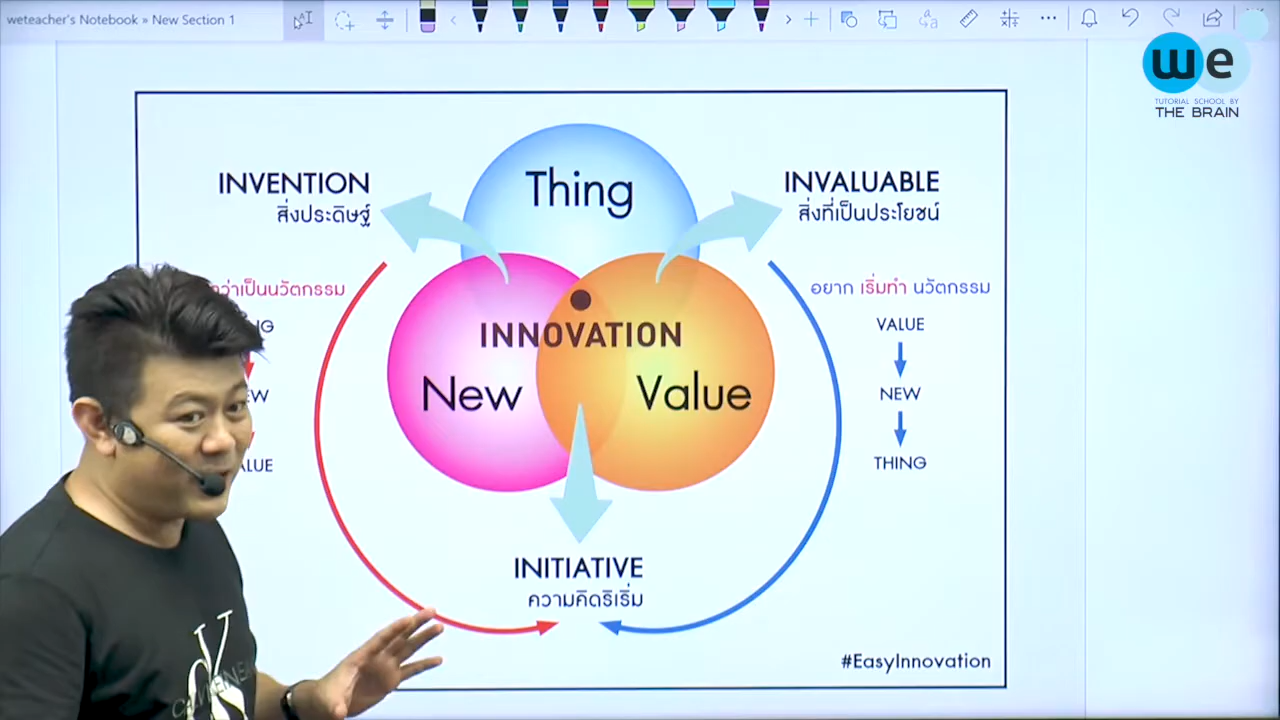 weteacher's Notebook » New Section 1
we
TUTORIAL SCHOOL BY
THE BRAIN
Thing
INVENTION
สิ่งประดิษฐ์
INVALUABLE
สิ่งที่เป็นประโยชน์
ว่าเป็นนวัตกรรม
อยาก เริ่มทำ นวัตกรรม
INNOVATION
New
Value
VALUE
NEW
THING
INITIATIVE
ความคิดริเริ่ม
#EasyInnovation